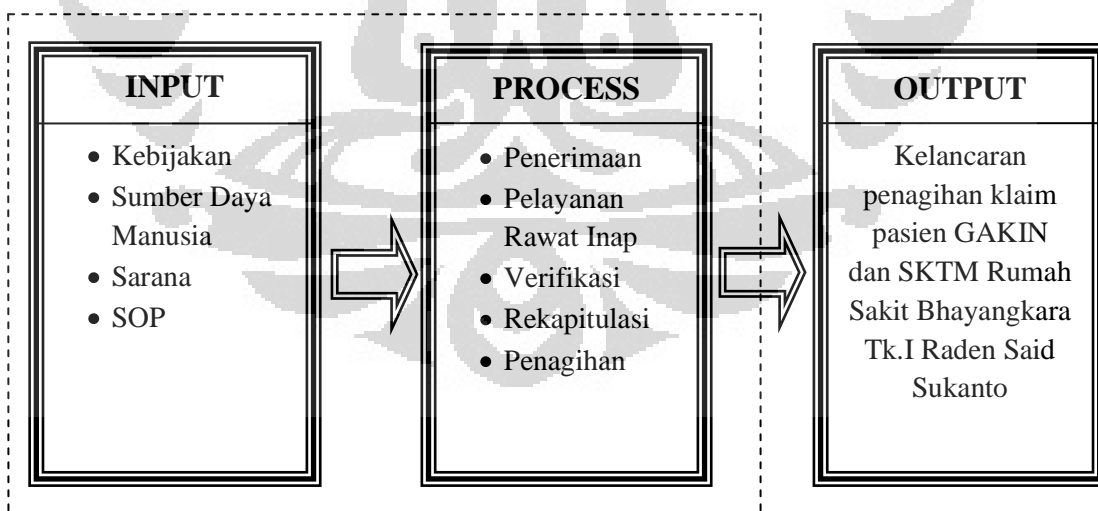 INPUT
• Kebijakan
• Sumber Daya
Manusia
• Sarana
• SOP
PROCESS
• Penerimaan
• Pelayanan
Rawat Inap
• Verifikasi
• Rekapitulasi
• Penagihan
OUTPUT
Kelancaran
penagihan klaim
pasien GAKIN
dan SKTM Rumah
Sakit Bhayangkara
Tk.I Raden Said
Sukanto